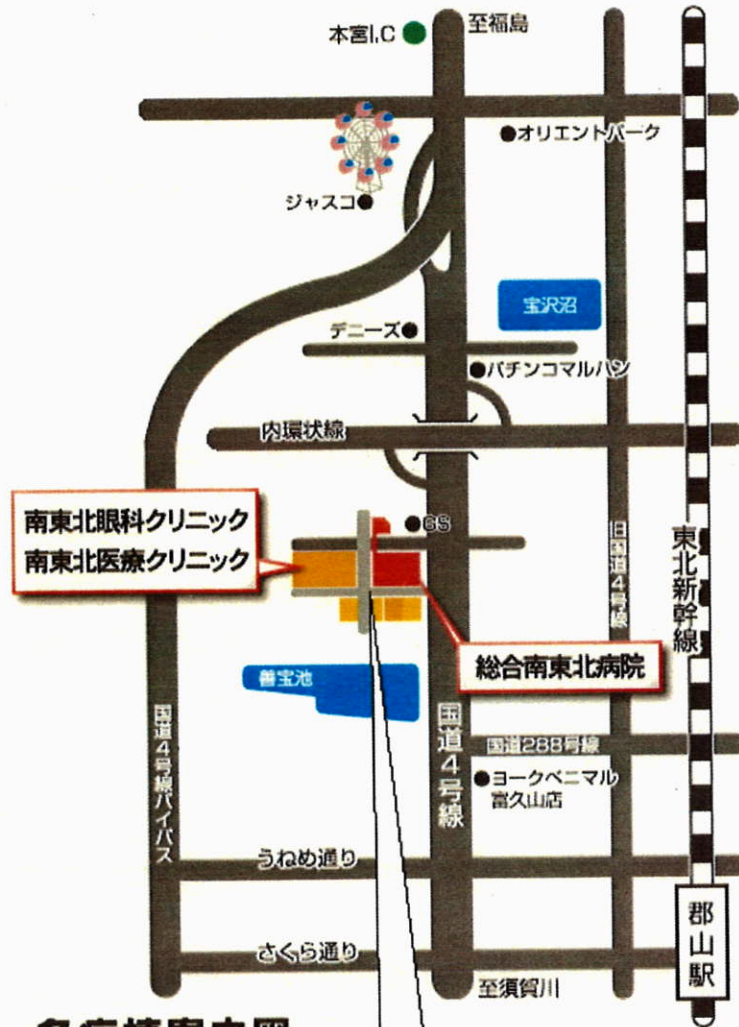 本宮I.C
至福島
オリエントパーク
ジャスコ
宝沢沼
デニーズ
パチンコマルハン
内環状線
GS
南東北眼科クリニック
南東北医療クリニック
旧国道4号線
東北新幹線
総合南東北病院
善宝池
国道4号線バイパス
国道4号線
国道288号線
ヨークベニマル
富久山店
うねめ通り
さくら通り
郡山駅
至須賀川